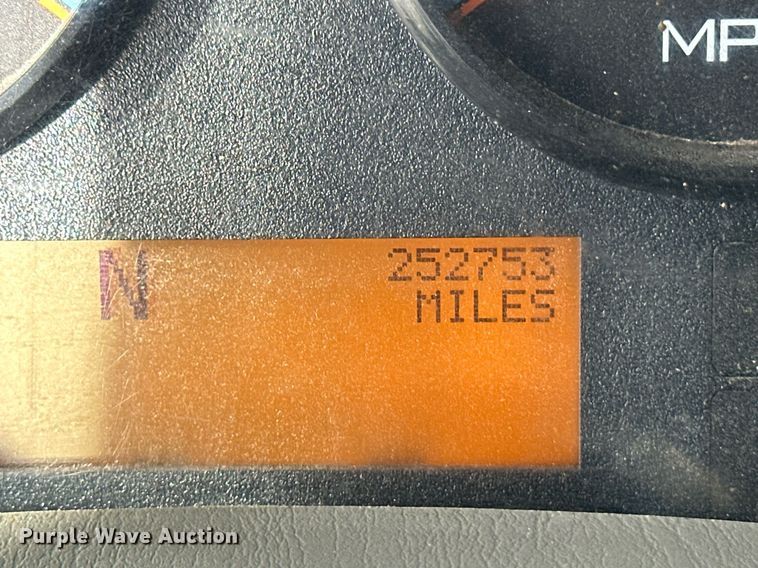 MP
N 252753
MILES
Purple Wave Auction